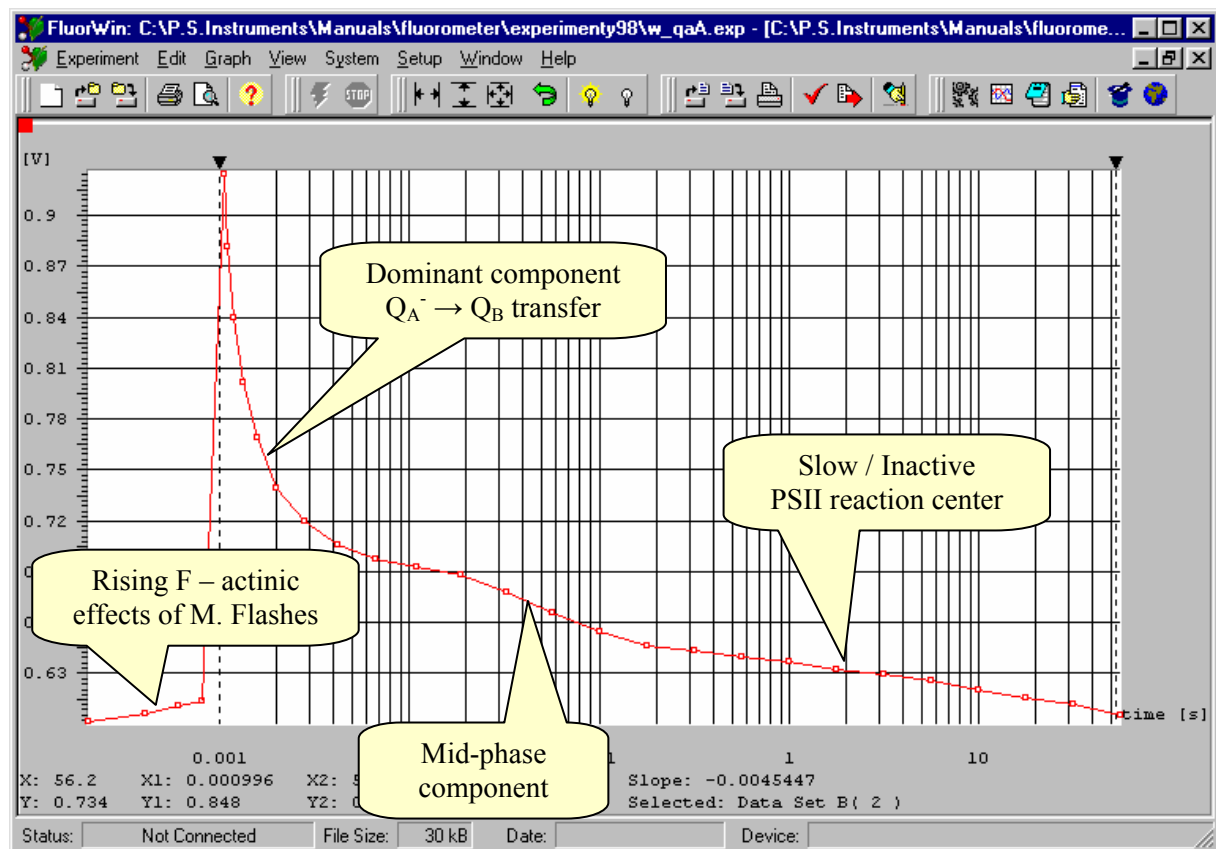 FluorWin: C:\P.S.Instruments\Manuals\fluorometer\experimenty98\w_qaA.exp - [C:\P.S.Instruments\Manuals\fluorome...
Experiment Edit Graph View System Setup Window Help
STOP
[V]
0.9
0.87
0.84
0.81
0.78
0.75
0.72
0.63
Dominant component
QA- → QB transfer
Slow / Inactive
PSII reaction center
Rising F – actinic
effects of M. Flashes
Mid-phase
component
time [s]
0.001 1 10
X: 56.2 X1: 0.000996 X2: Slope: -0.0045447
Y: 0.734 Y1: 0.848 Y2: Selected: Data Set B( 2 )
Status: Not Connected File Size: 30 kB Date: Device: